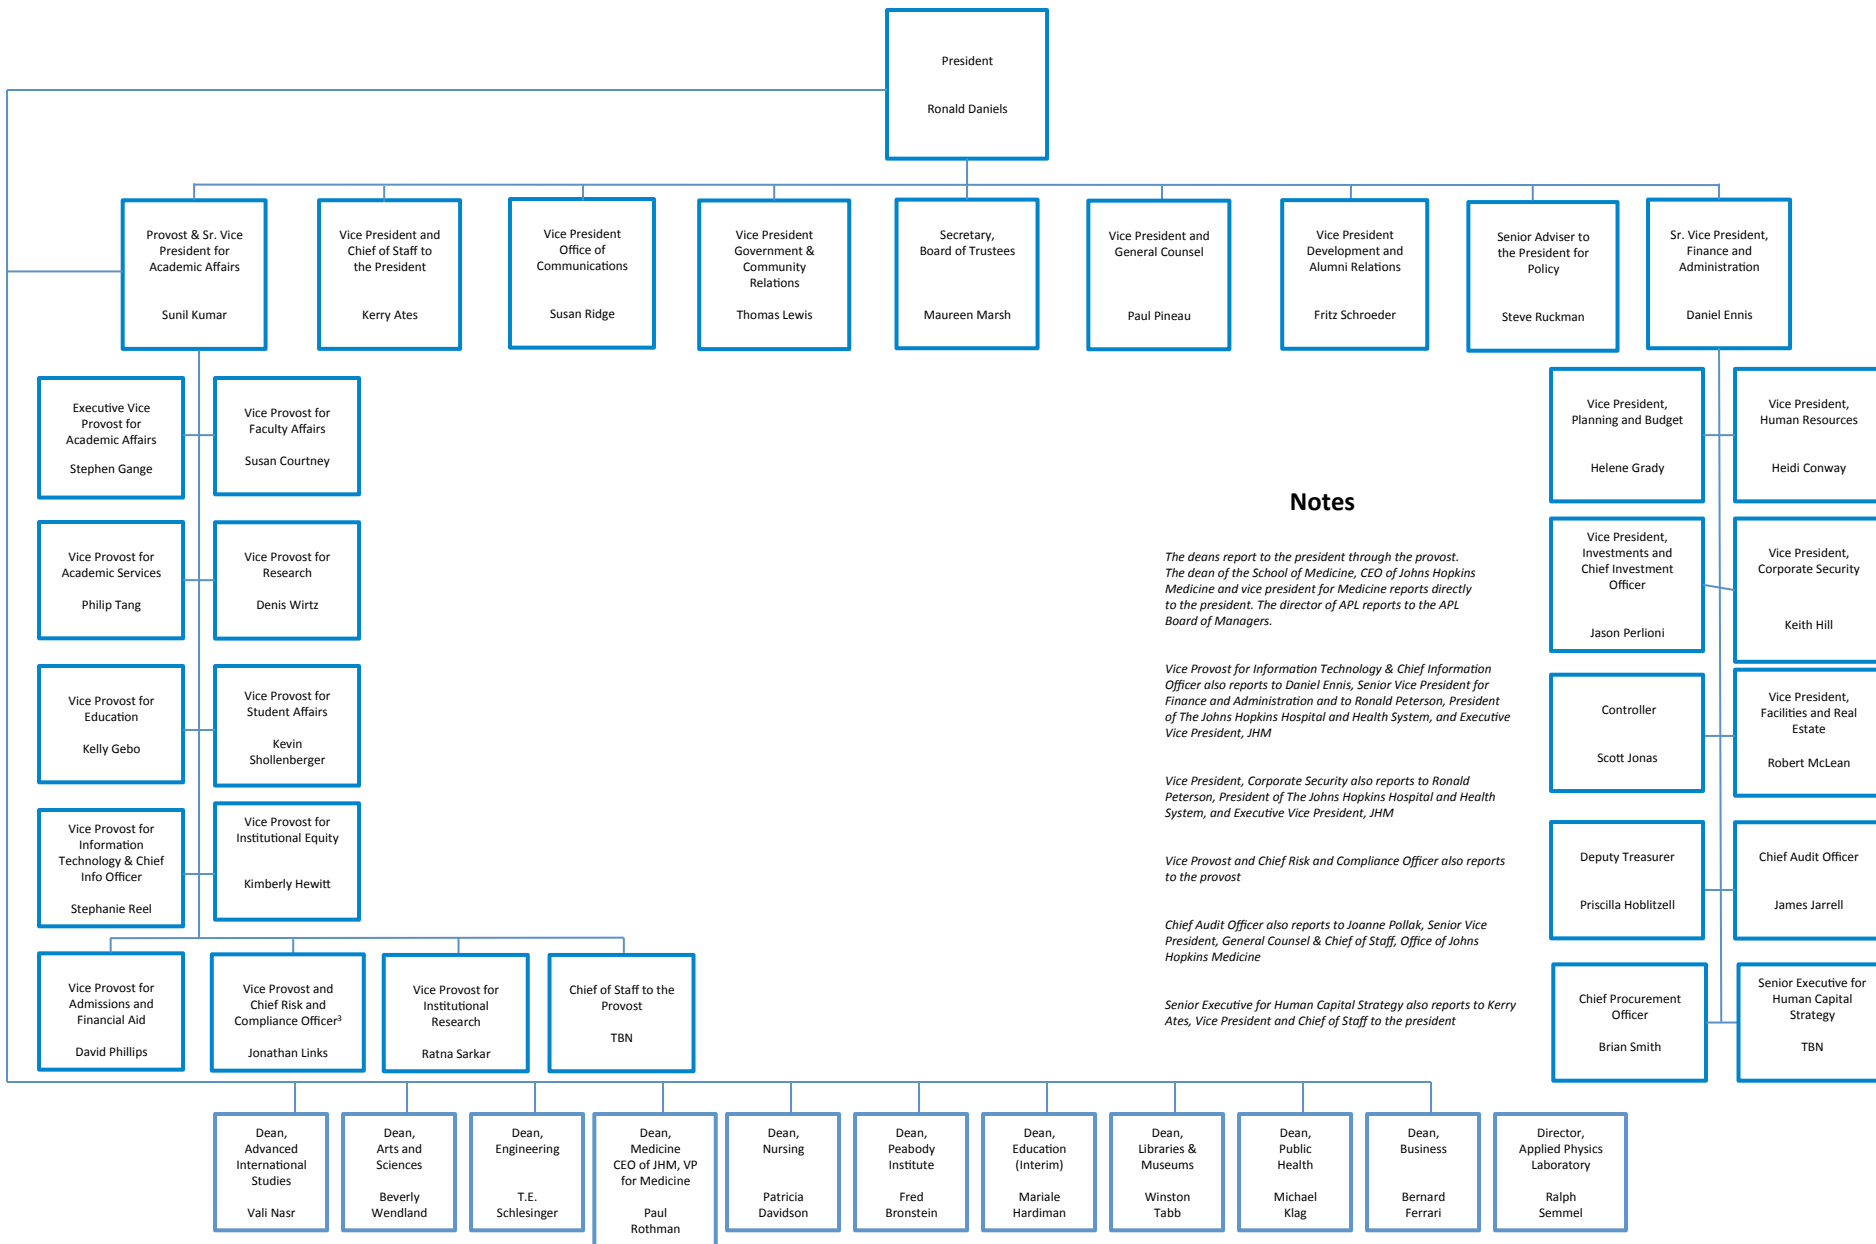 President
Ronald Daniels
Provost & Sr. Vice
President for
Academic Affairs
Sunil Kumar
Vice President and
Chief of Staff to
the President
Kerry Ates
Vice President
Office of
Communications
Susan Ridge
Vice President
Government &
Community
Relations
Thomas Lewis
Secretary,
Board of Trustees
Maureen Marsh
Vice President and
General Counsel
Paul Pineau
Vice President
Development and
Alumni Relations
Fritz Schroeder
Senior Adviser to
the President for
Policy
Steve Ruckman
Sr. Vice President,
Finance and
Administration
Daniel Ennis
Executive Vice
Provost for
Academic Affairs
Stephen Gange
Vice Provost for
Faculty Affairs
Susan Courtney
Vice Provost for
Academic Services
Philip Tang
Vice Provost for
Research
Denis Wirtz
Vice Provost for
Education
Kelly Gebo
Vice Provost for
Student Affairs
Kevin
Shollenberger
Vice Provost for
Information
Technology & Chief
Info Officer
Stephanie Reel
Vice Provost for
Institutional Equity
Kimberly Hewitt
Vice Provost for
Admissions and
Financial Aid
David Phillips
Vice Provost and
Chief Risk and
Compliance Officer³
Jonathan Links
Vice Provost for
Institutional
Research
Ratna Sarkar
Chief of Staff to the
Provost
TBN
Notes
The deans report to the president through the provost.
The dean of the School of Medicine, CEO of Johns Hopkins
Medicine and vice president for Medicine reports directly
to the president. The director of APL reports to the APL
Board of Managers.
Vice Provost for Information Technology & Chief Information
Officer also reports to Daniel Ennis, Senior Vice President for
Finance and Administration and to Ronald Peterson, President
of The Johns Hopkins Hospital and Health System, and Executive
Vice President, JHM
Vice President, Corporate Security also reports to Ronald
Peterson, President of The Johns Hopkins Hospital and Health
System, and Executive Vice President, JHM
Vice Provost and Chief Risk and Compliance Officer also reports
to the provost
Chief Audit Officer also reports to Joanne Pollak, Senior Vice
President, General Counsel & Chief of Staff, Office of Johns
Hopkins Medicine
Senior Executive for Human Capital Strategy also reports to Kerry
Ates, Vice President and Chief of Staff to the president
Vice President,
Planning and Budget
Helene Grady
Vice President,
Human Resources
Heidi Conway
Vice President,
Investments and
Chief Investment
Officer
Jason Perlioni
Vice President,
Corporate Security
Keith Hill
Controller
Scott Jonas
Vice President,
Facilities and Real
Estate
Robert McLean
Deputy Treasurer
Priscilla Hoblitzell
Chief Audit Officer
James Jarrell
Chief Procurement
Officer
Brian Smith
Senior Executive for
Human Capital
Strategy
TBN
Dean,
Advanced
International
Studies
Vali Nasr
Dean,
Arts and
Sciences
Beverly
Wendland
Dean,
Engineering
T.E.
Schlesinger
Dean,
Medicine
CEO of JHM, VP
for Medicine
Paul
Rothman
Dean,
Nursing
Patricia
Davidson
Dean,
Peabody
Institute
Fred
Bronstein
Dean,
Education
(Interim)
Mariale
Hardiman
Dean,
Libraries &
Museums
Winston
Tabb
Dean,
Public
Health
Michael
Klag
Dean,
Business
Bernard
Ferrari
Director,
Applied Physics
Laboratory
Ralph
Semmel